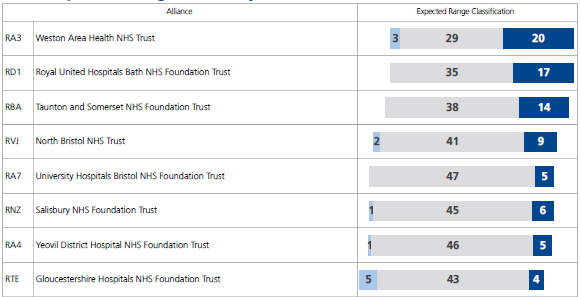 Alliance Expected Range Classification
RA3 Weston Area Health NHS Trust 3 29 20
RD1 Royal United Hospitals Bath NHS Foundation Trust 35 17
RBA Taunton and Somerset NHS Foundation Trust 38 14
RVJ North Bristol NHS Trust 2 41 9
RA7 University Hospitals Bristol NHS Foundation Trust 47 5
RNZ Salisbury NHS Foundation Trust 1 45 6
RA4 Yeovil District Hospital NHS Foundation Trust 1 46 5
RTE Gloucestershire Hospitals NHS Foundation Trust 5 43 4